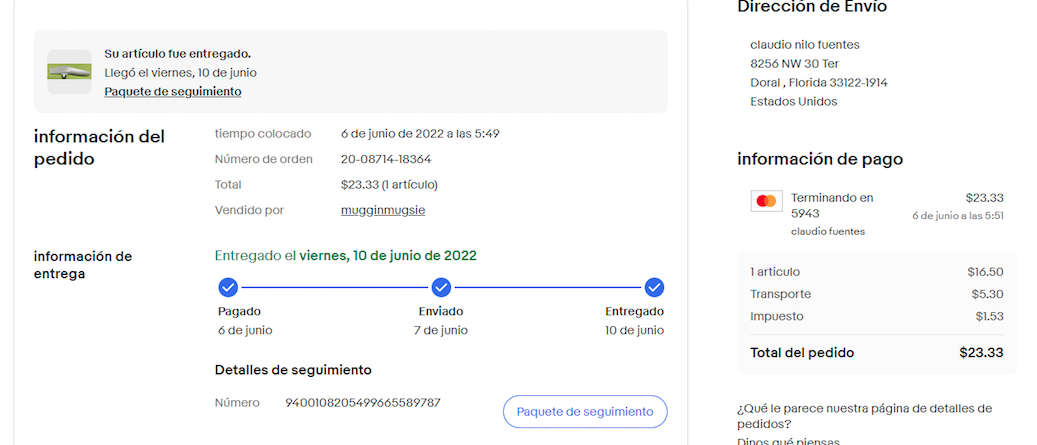 Su artículo fue entregado.
Llegó el viernes, 10 de junio
Paquete de seguimiento
información del
pedido
tiempo colocado 6 de junio de 2022 a las 5:49
Número de orden 20-08714-18364
Total $23.33 (1 artículo)
Vendido por mugginmugsie
información de
entrega
Entregado el viernes, 10 de junio de 2022
Pagado Enviado Entregado
6 de junio 7 de junio 10 de junio
Detalles de seguimiento
Número 9400108205499665589787
Paquete de seguimiento
Dirección de Envío
claudio nilo fuentes
8256 NW 30 Ter
Doral , Florida 33122-1914
Estados Unidos
información de pago
Terminando en $23.33
5943 6 de junio a las 5:51
claudio fuentes
1 articulo $16.50
Transporte $5.30
Impuesto $1.53
Total del pedido $23.33
¿Qué le parece nuestra página de detalles de
pedidos?
Dinos qué piensas